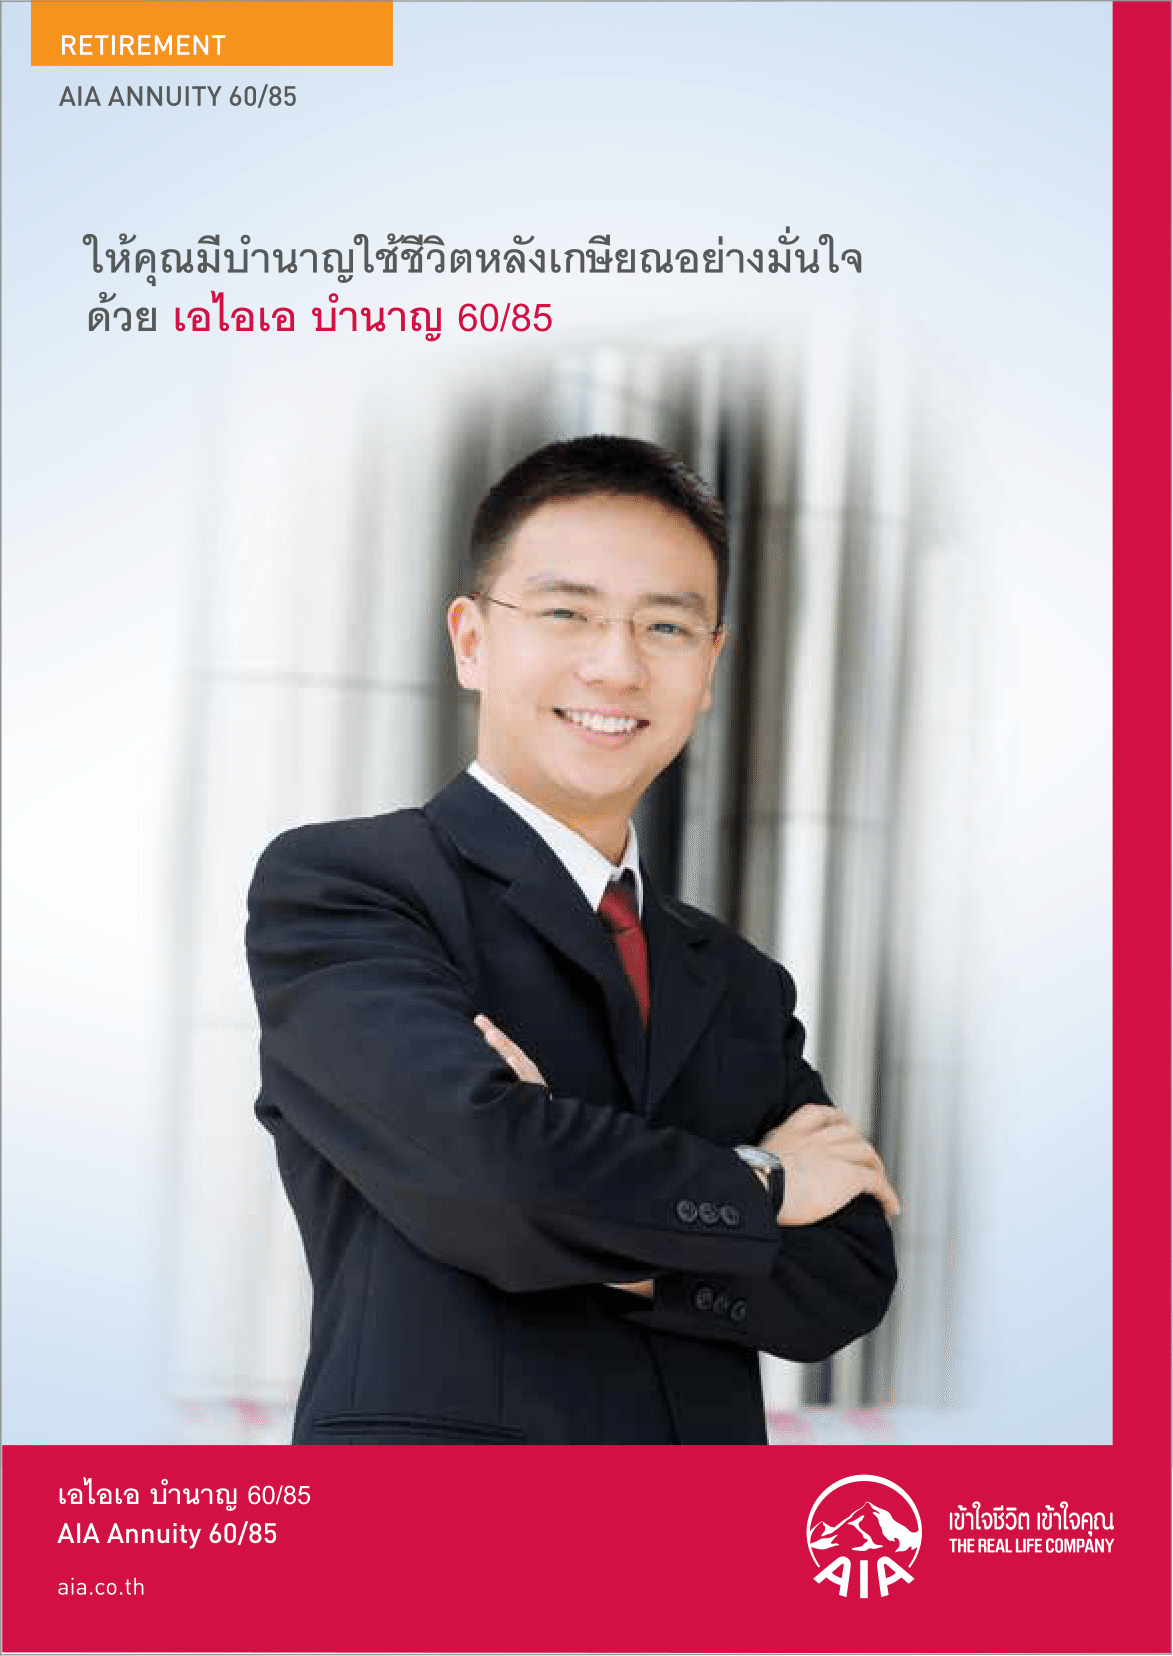 RETIREMENT
AIA ANNUITY 60/85
ให้คุณมีบำนาญใช้ชีวิตหลังเกษียณอย่างมั่นใจ
ด้วย เอไอเอ บำนาญ 60/85
เอไอเอ บำนาญ 60/85
AIA Annuity 60/85
aia.co.th
AIA
เข้าใจชีวิต เข้าใจคุณ
THE REAL LIFE COMPANY